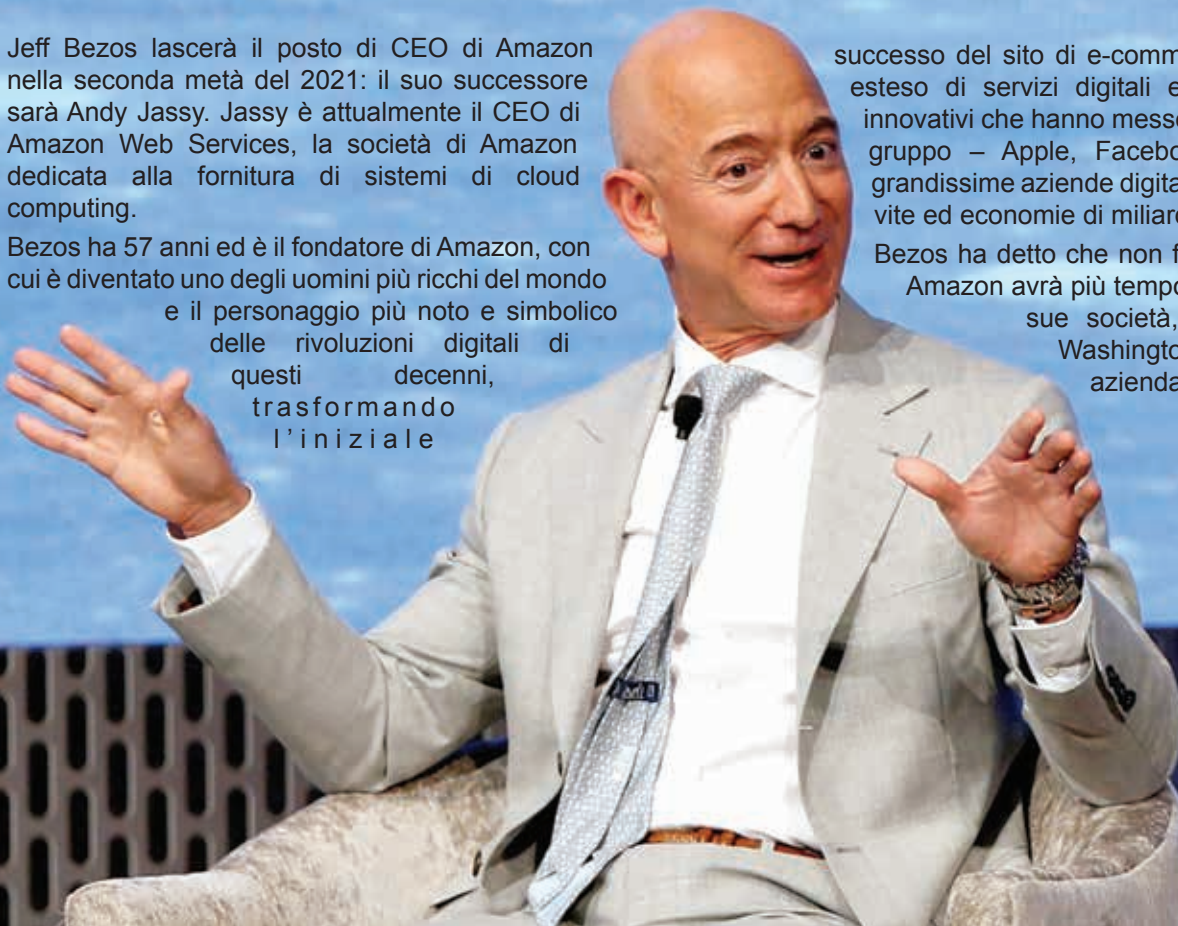 Jeff Bezos lascerà il posto di CEO di Amazon
nella seconda metà del 2021: il suo successore
sarà Andy Jassy. Jassy è attualmente il CEO di
Amazon Web Services, la società di Amazon
dedicata alla fornitura di sistemi di cloud
computing.
Bezos ha 57 anni ed è il fondatore di Amazon, con
cui è diventato uno degli uomini più ricchi del mondo
e il personaggio più noto e simbolico
delle rivoluzioni digitali di
questi decenni,
trasformando
l’iniziale
successo del sito di e-comm
esteso di servizi digitali e
innovativi che hanno mess
gruppo – Apple, Facebo
grandissime aziende digita
vite ed economie di miliar
Bezos ha detto che non f
Amazon avrà più tempo
sue società,
Washingto
azienda